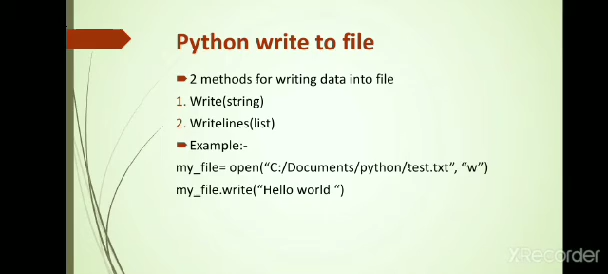 Python write to file
2 methods for writing data into file
1. Write(string)
2. Writelines(list)
Example:-
my_file= open(“C:/Documents/python/test.txt”, “w”)
my_file.write(“Hello world “)
XRecorder